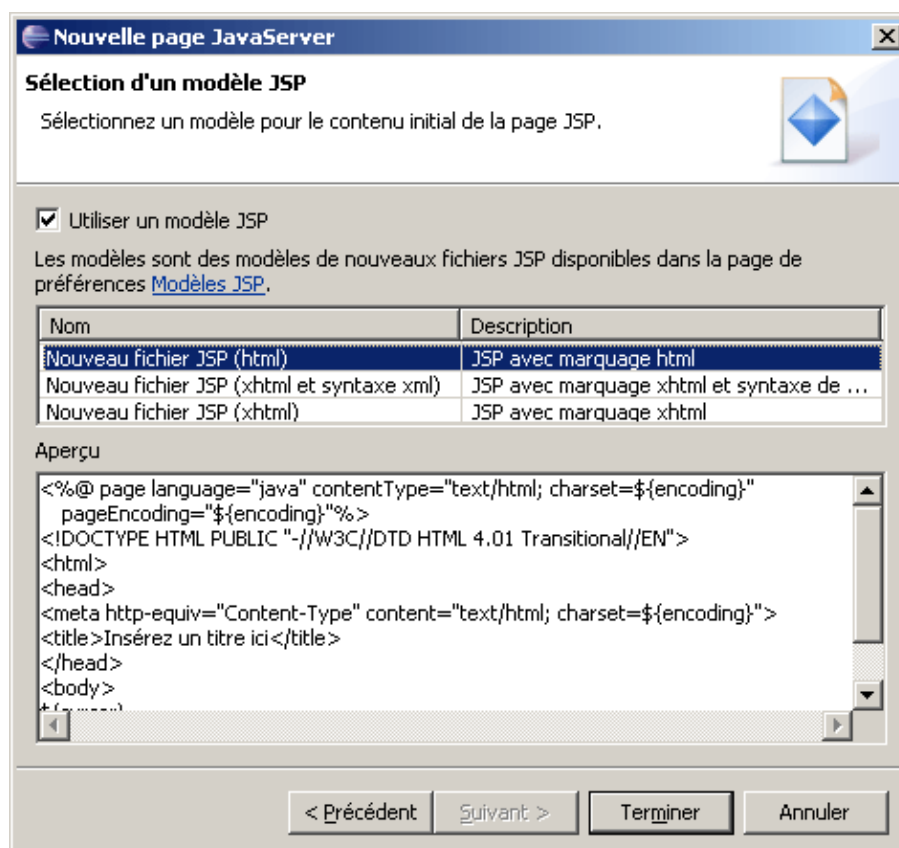 Nouvelle page JavaServer
Sélection d'un modèle JSP
Sélectionnez un modèle pour le contenu initial de la page JSP.
Utiliser un modèle JSP
Les modèles sont des modèles de nouveaux fichiers JSP disponibles dans la page de
préférences Modèles JSP.
Nom Description
Nouveau fichier JSP (html) JSP avec marquage html
Nouveau fichier JSP (xhtml et syntaxe xml) JSP avec marquage xhtml et syntaxe de ...
Nouveau fichier JSP (xhtml) JSP avec marquage xhtml
Aperçu
<%@ page language="java" contentType="text/html; charset=${encoding}"
pageEncoding="${encoding}"%>
<!DOCTYPE HTML PUBLIC "-//W3C//DTD HTML 4.01 Transitional//EN">
<html>
<head>
<meta http-equiv="Content-Type" content="text/html; charset=${encoding}">
<title>Insérez un titre ici</title>
</head>
<body>
< Précédent Suivant > Terminer Annuler